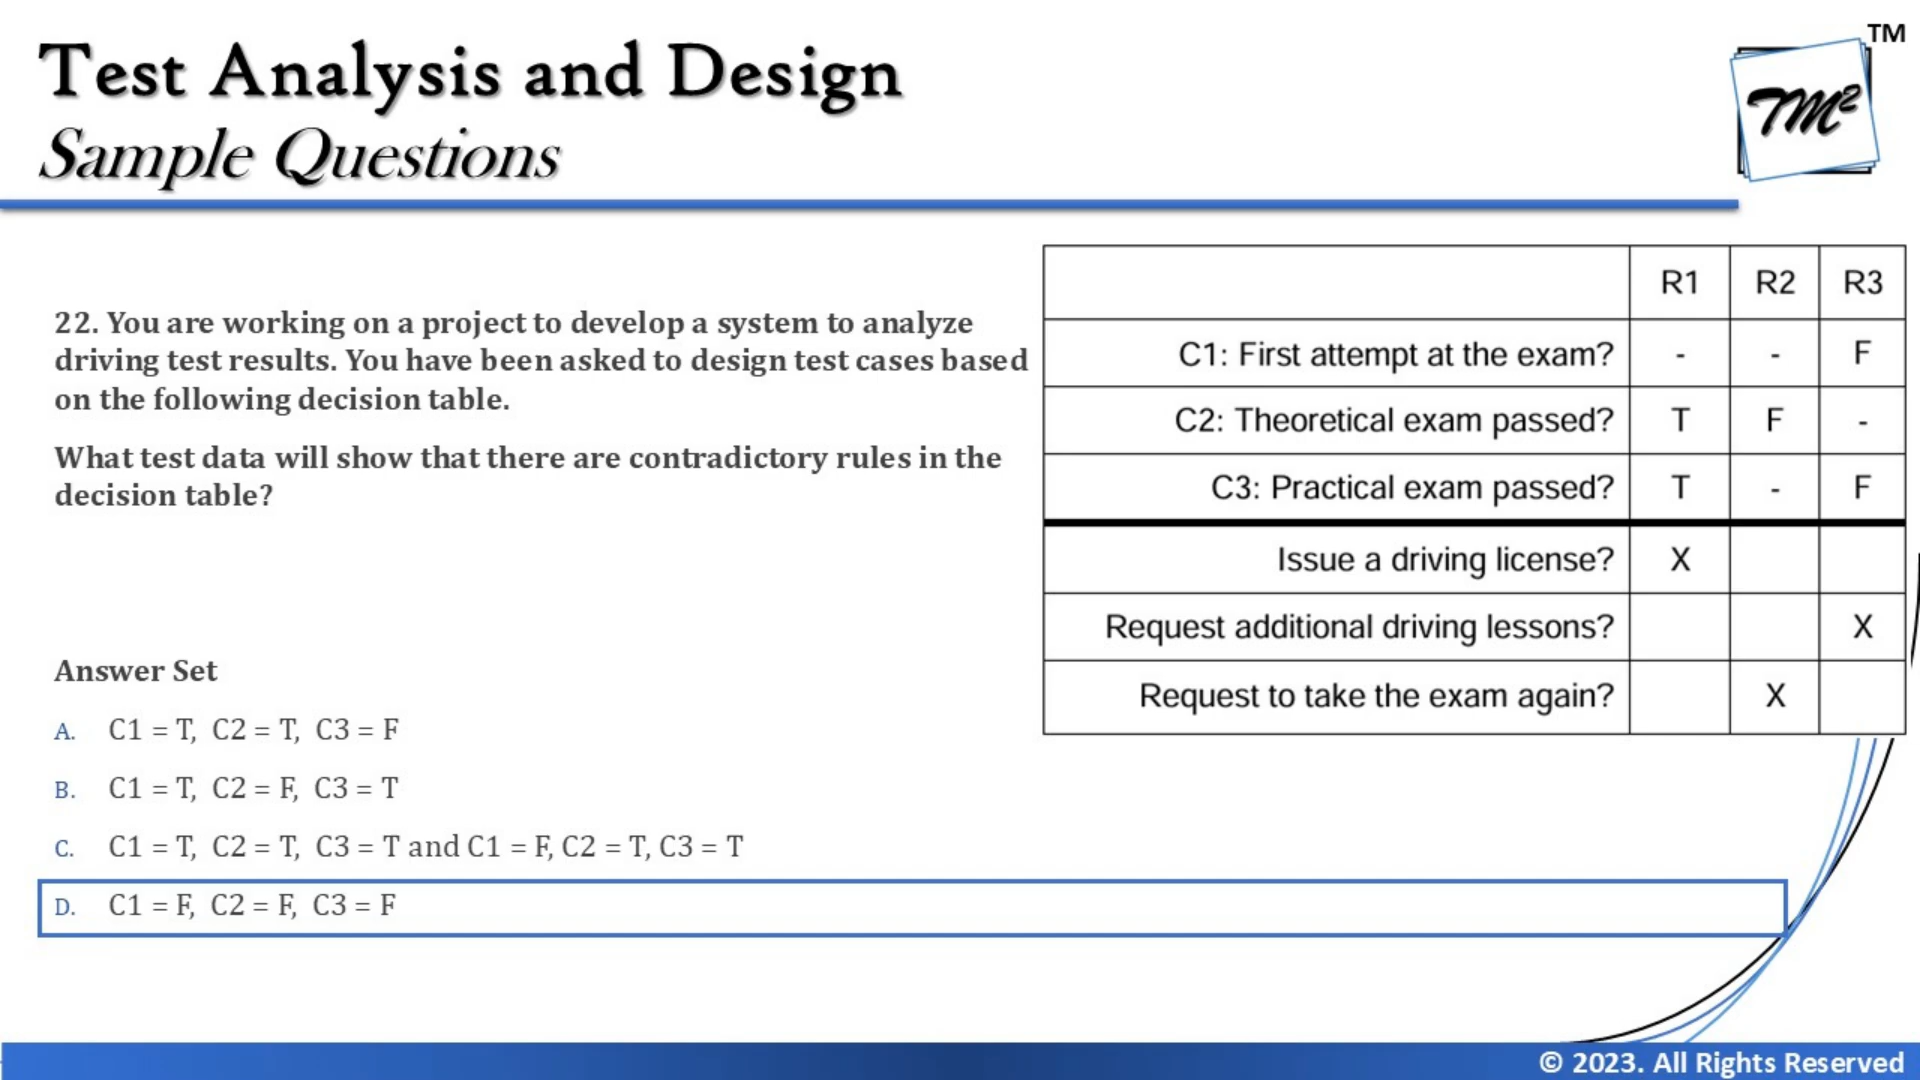 Test Analysis and Design
Sample Questions
TM
TM²
22. You are working on a project to develop a system to analyze
driving test results. You have been asked to design test cases based
on the following decision table.
What test data will show that there are contradictory rules in the
decision table?
R1 R2 R3
C1: First attempt at the exam? - - F
C2: Theoretical exam passed? T F -
C3: Practical exam passed? T - F
Issue a driving license? X
Request additional driving lessons? X
Request to take the exam again? X
Answer Set
A. C1 = T, C2 = T, C3 = F
B. C1 = T, C2 = F, C3 = T
C. C1 = T, C2 = T, C3 = T and C1 = F, C2 = T, C3 = T
D. C1 = F, C2 = F, C3 = F
© 2023. All Rights Reserved